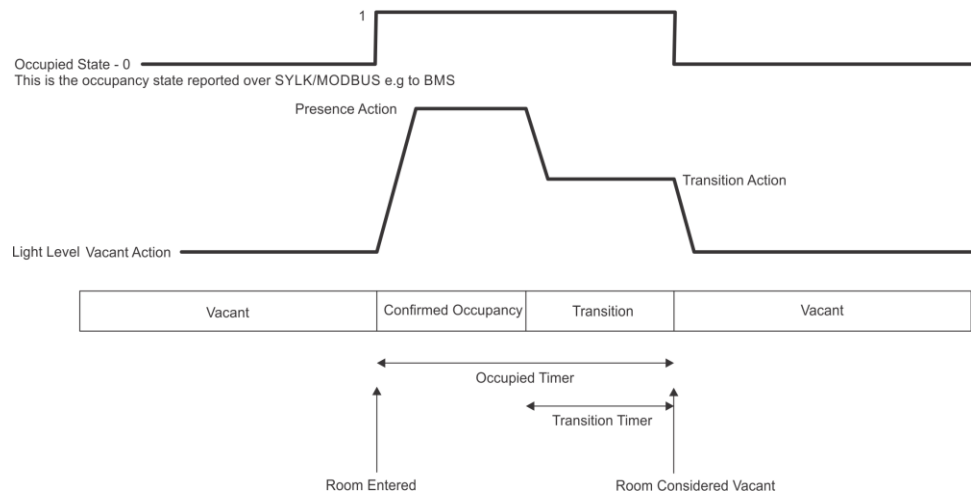 1
Occupied State - 0
This is the occupancy state reported over SYLK/MODBUS e.g to BMS
Presence Action
Transition Action
Light Level Vacant Action
Vacant
Confirmed Occupancy
Transition
Vacant
Occupied Timer
Transition Timer
Room Entered
Room Considered Vacant